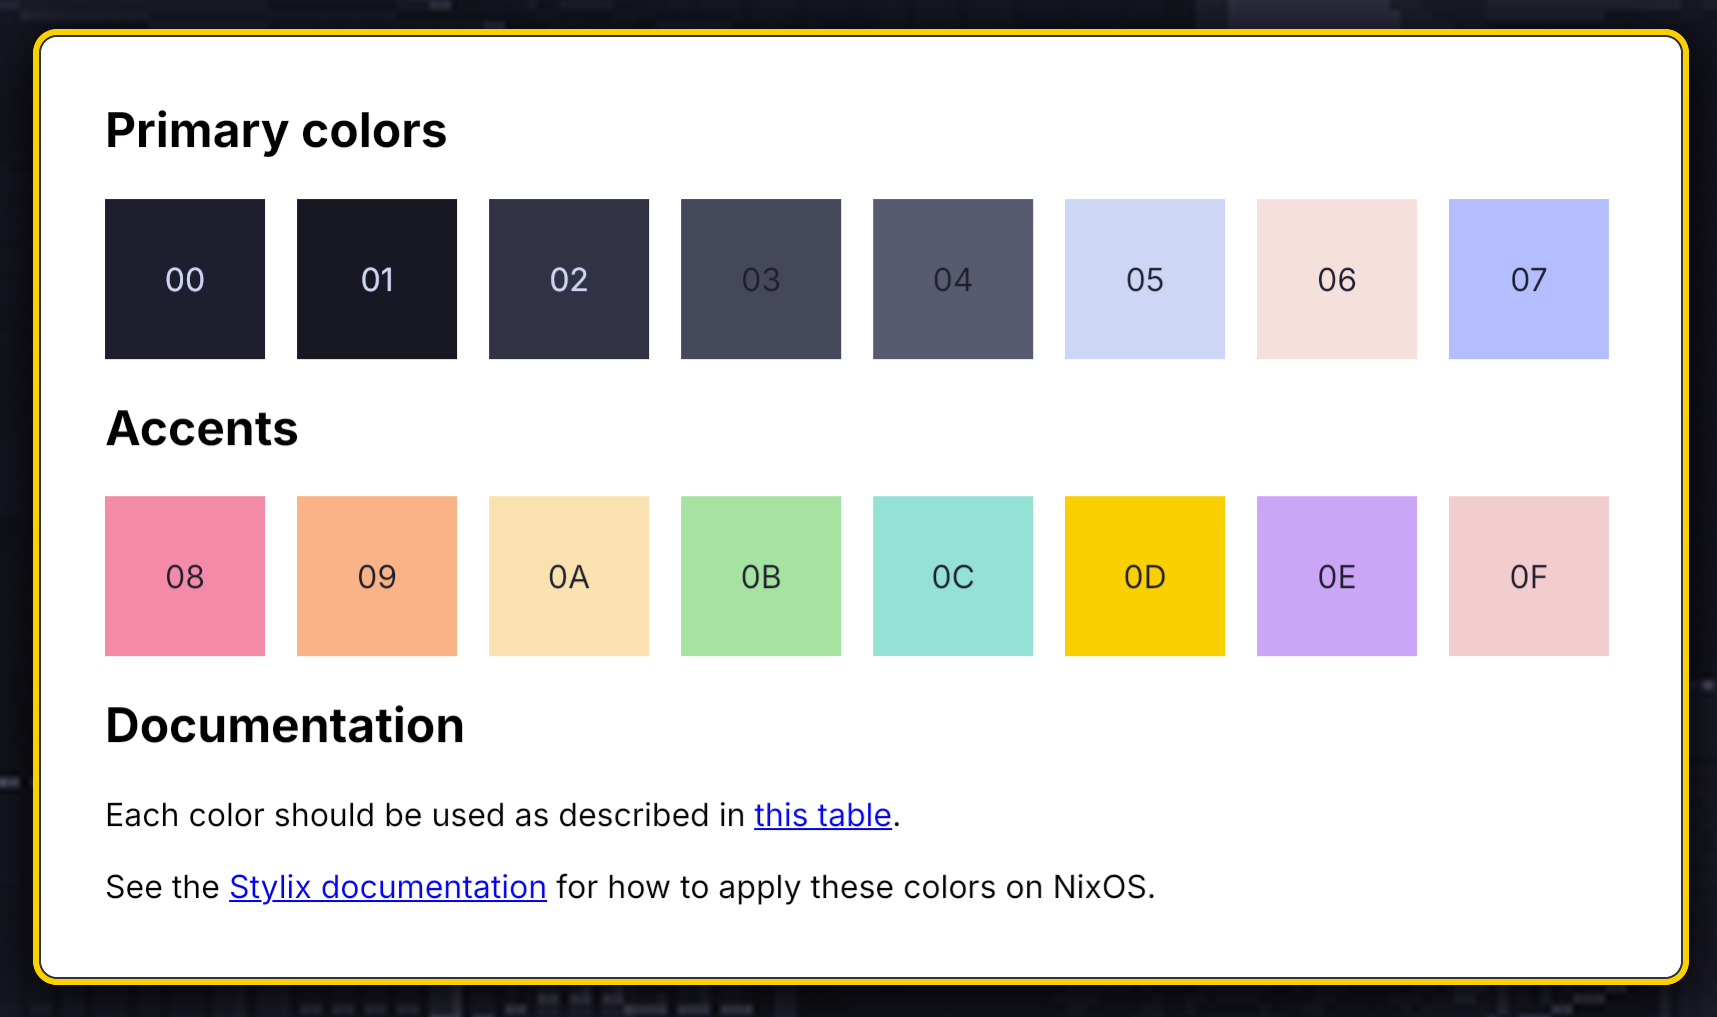 Primary colors
00 01 02 03 04 05 06 07
Accents
08 09 0A 0B 0C 0D 0E 0F
Documentation
Each color should be used as described in this table.
See the Stylix documentation for how to apply these colors on NixOS.